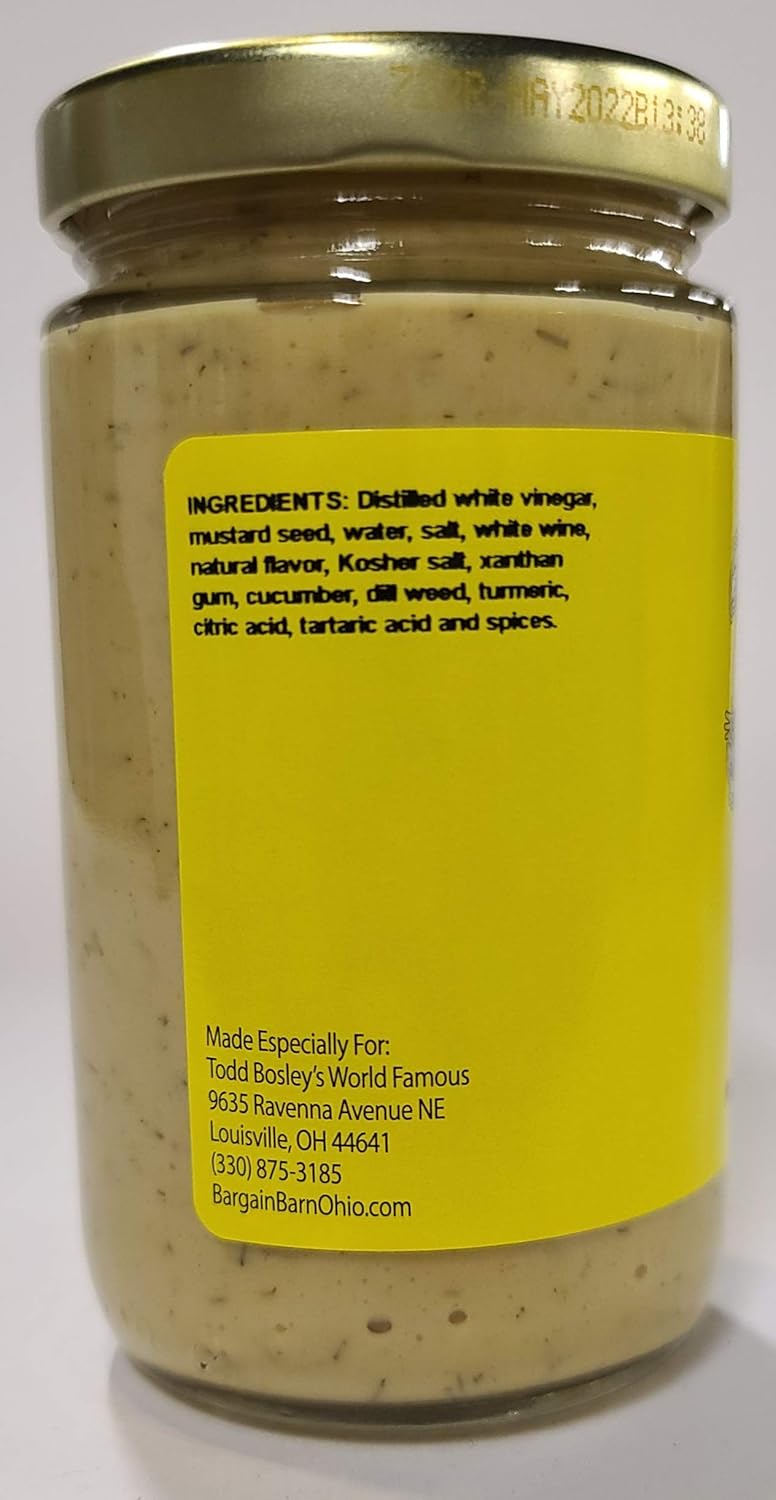 MAY2022B13:38
INGREDIENTS: Distilled white vinegar,
mustard seed, water, salt, white wine,
natural flavor, Kosher salt, xanthan
gum, cucumber, dill weed, turmeric,
citric acid, tartaric acid and spices.
Made Especially For:
Todd Bosley's World Famous
9635 Ravenna Avenue NE
Louisville, OH 44641
(330) 875-3185
BargainBarnOhio.com